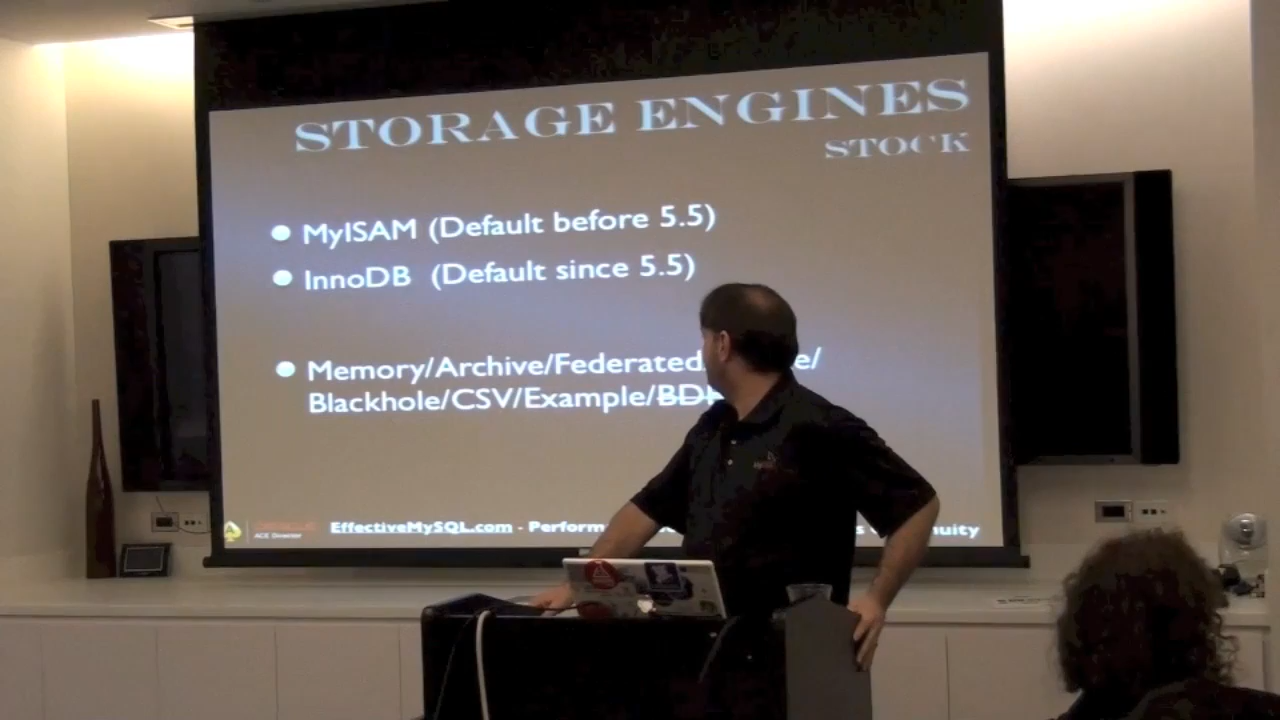 STORAGE ENGINES
STOCK
MyISAM (Default before 5.5)
InnoDB (Default since 5.5)
Memory/Archive/Federated
Blackhole/CSV/Example/
ORACLE
ACE Director
EffectiveMySQL.com -